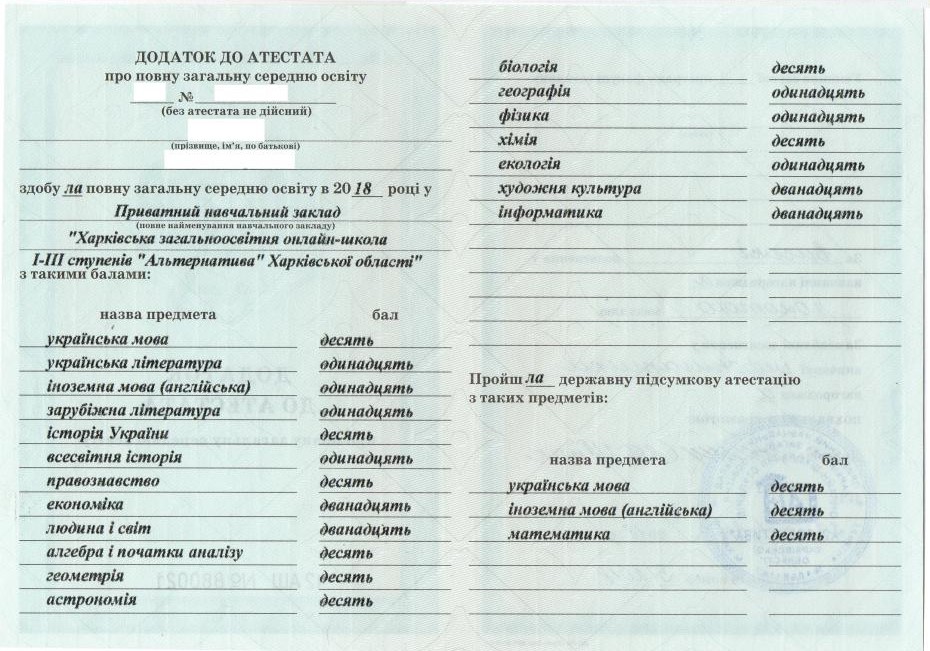 ДОДАТОК ДО АТЕСТАТА
про повну загальну середню освіту
№
(без атестата не дійсний)
(прізвище, ім'я, по батькові)
здобу ла повну загальну середню освіту в 20 18 році у
Приватний навчальний заклад
(повне найменування навчального закладу)
"Харківська загальноосвітня онлайн-школа
І-ІІІ ступенів "Альтернатива" Харківської області"
з такими балами:
назва предмета бал
українська мова десять
українська література одинадцять
іноземна мова (англійська) одинадцять
зарубіжна література одинадцять
історія України десять
всесвітня історія одинадцять
правознавство десять
економіка дванадцять
людина і світ дванадцять
алгебра і початки аналізу десять
геометрія десять
астрономія десять
біологія десять
географія одинадцять
фізика одинадцять
хімія десять
екологія одинадцять
художня культура дванадцять
інформатика дванадцять
Пройш ла державну підсумкову атестацію
з таких предметів:
назва предмета бал
українська мова десять
іноземна мова (англійська) десять
математика десять